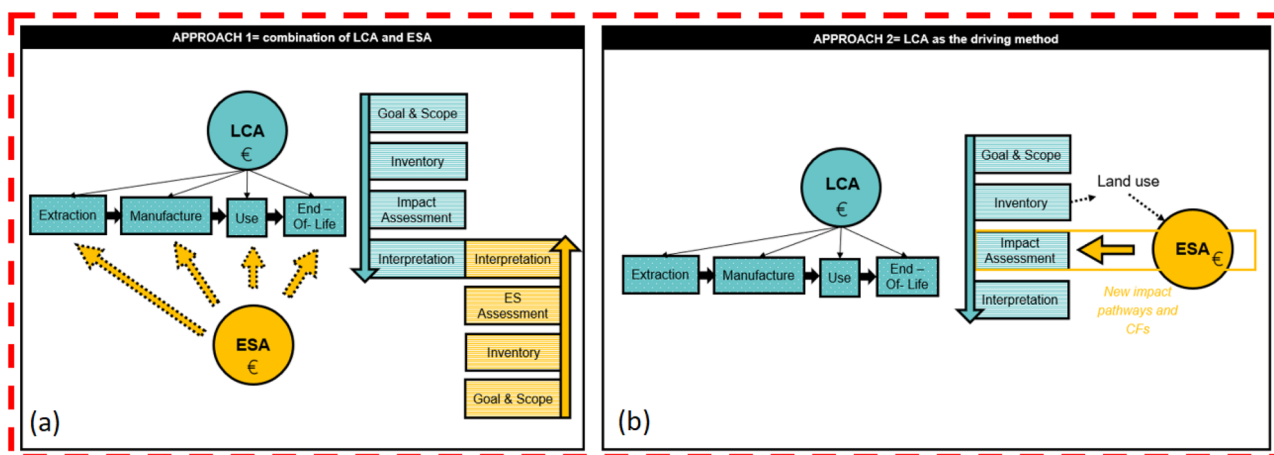 APPROACH 1= combination of LCA and ESA
LCA
€
Extraction
Manufacture
Use
End –
Of- Life
ESA
€
Goal & Scope
Inventory
Impact
Assessment
Interpretation
Interpretation
ES
Assessment
Inventory
Goal & Scope
(a)
APPROACH 2= LCA as the driving method
LCA
€
Extraction
Manufacture
Use
End –
Of- Life
Goal & Scope
Inventory
Land use
Impact
Assessment
ESA
€
Interpretation
New impact
pathways and
CFs
(b)